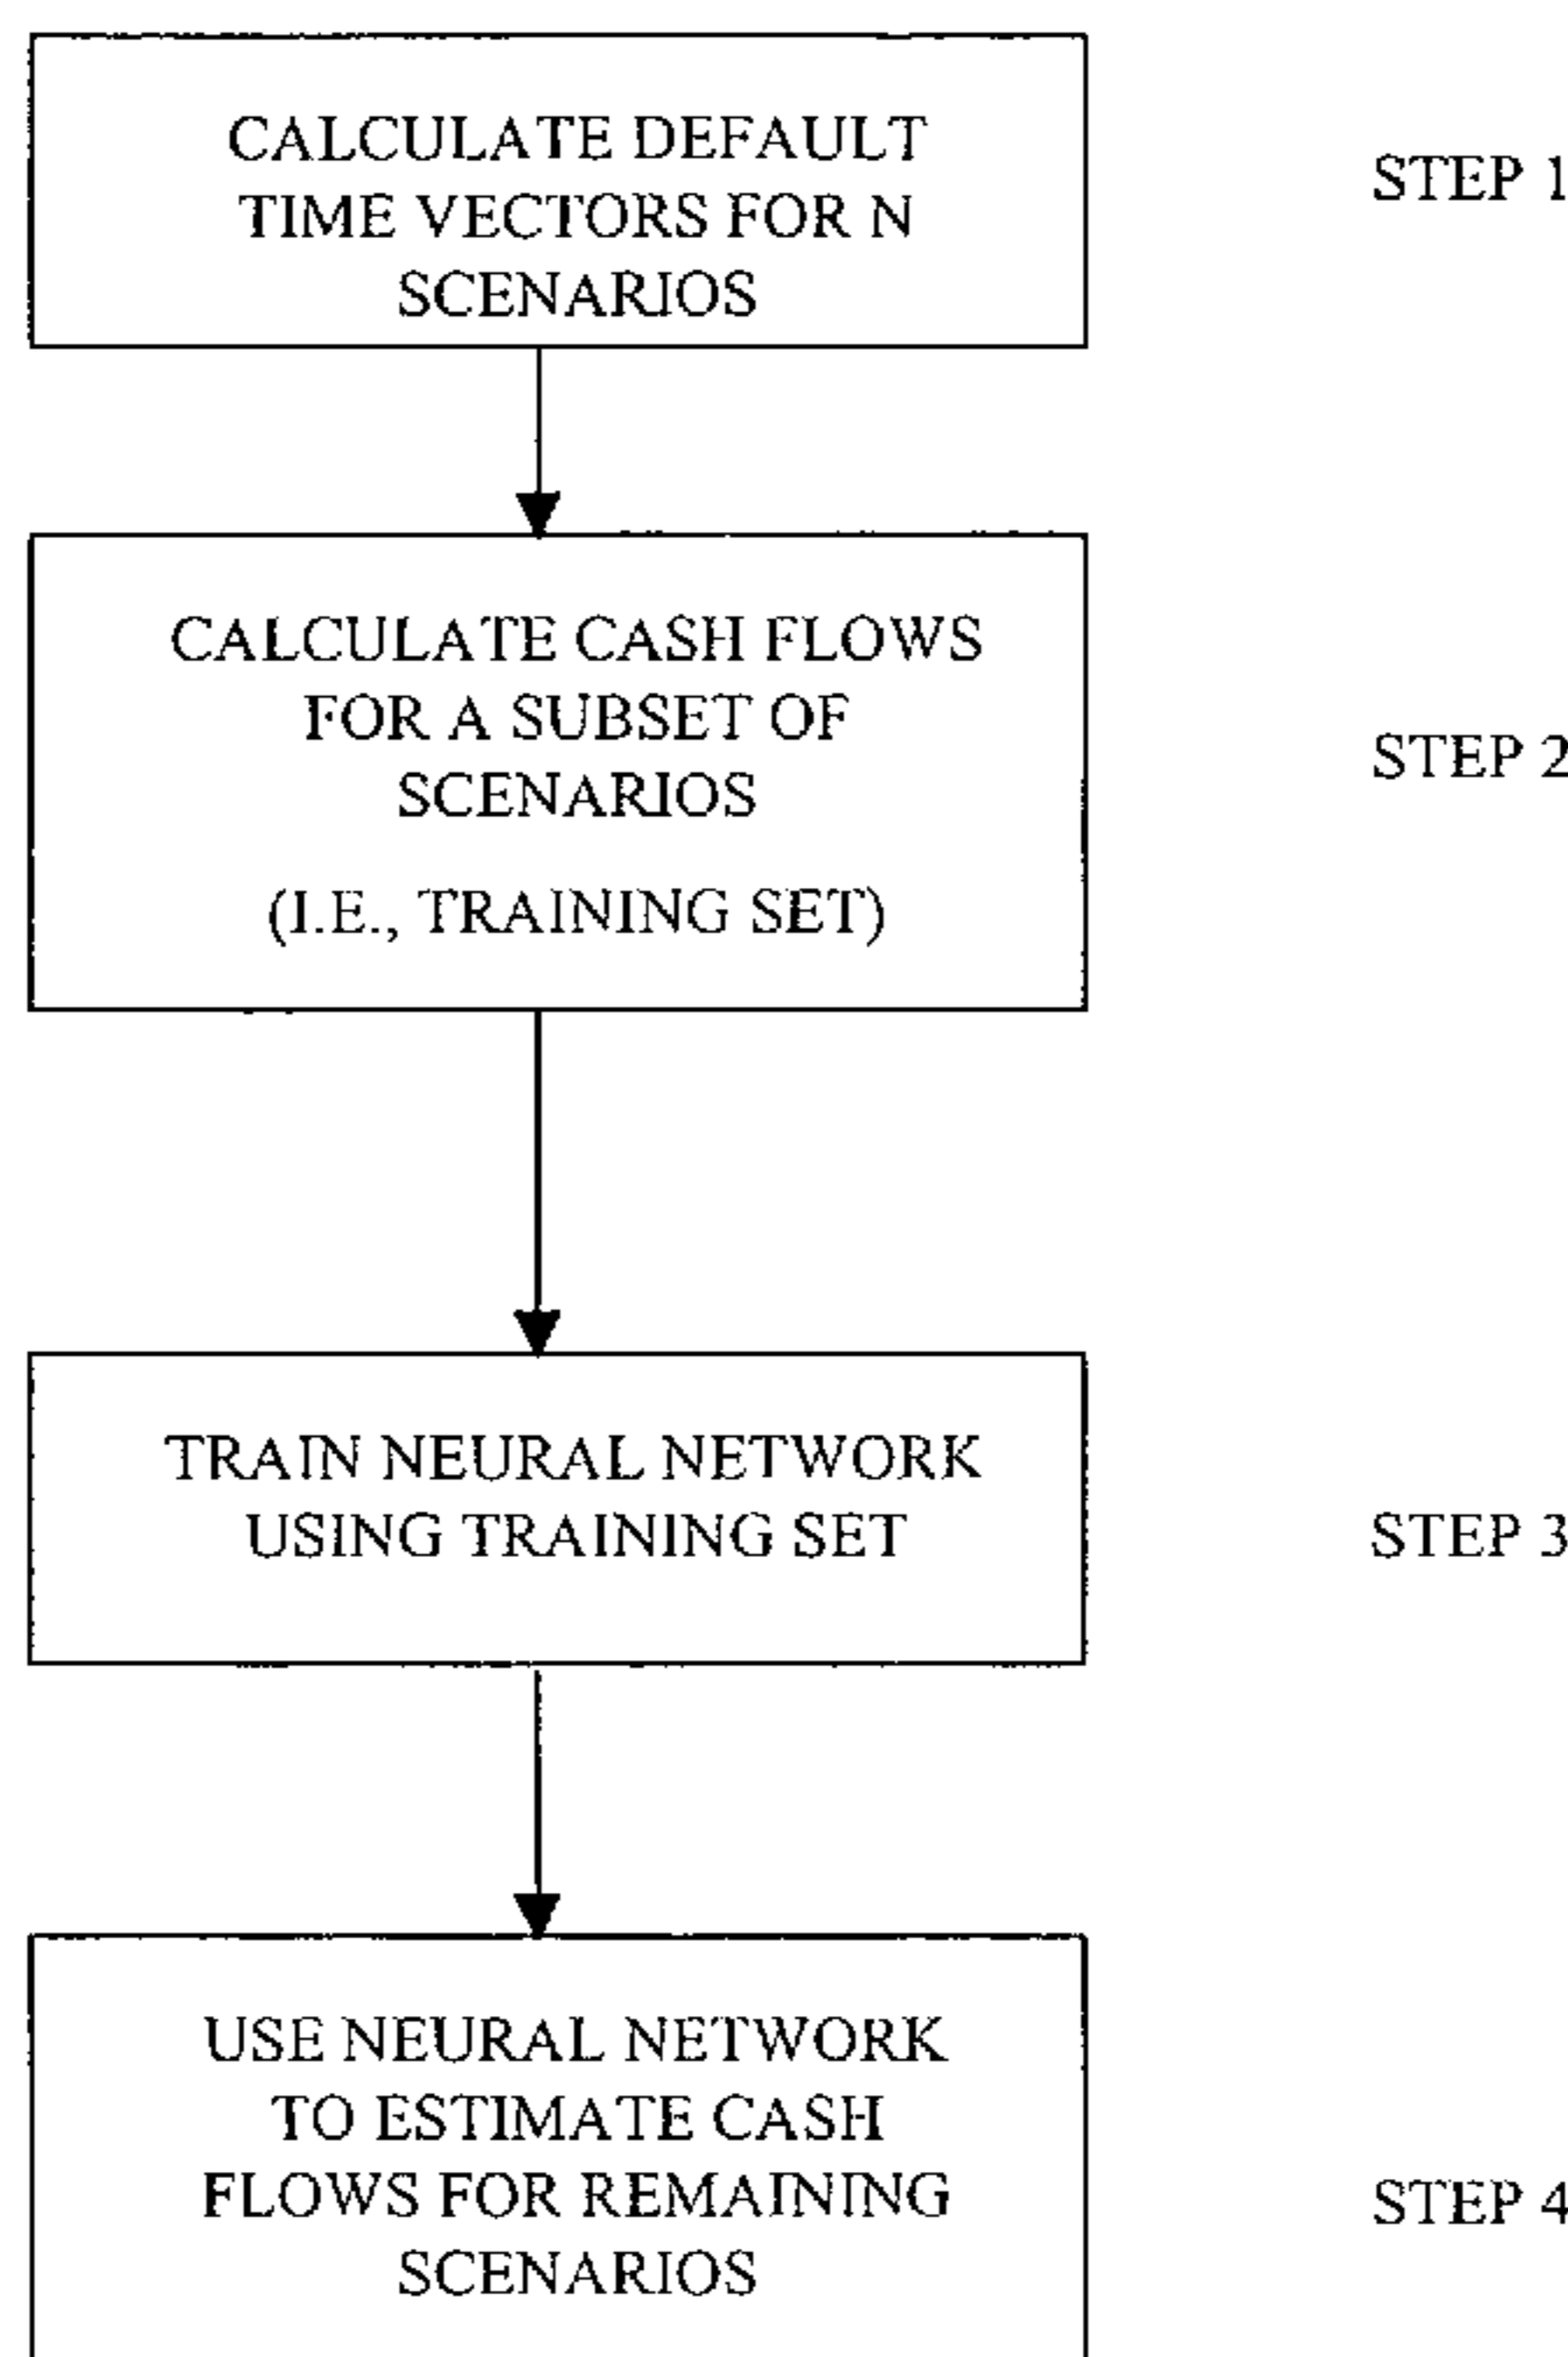 CALCULATE DEFAULT
TIME VECTORS FOR N
SCENARIOS
STEP 1
CALCULATE CASH FLOWS
FOR A SUBSET OF
SCENARIOS
(I.E., TRAINING SET)
STEP 2
TRAIN NEURAL NETWORK
USING TRAINING SET
STEP 3
USE NEURAL NETWORK
TO ESTIMATE CASH
FLOWS FOR REMAINING
SCENARIOS
STEP 4